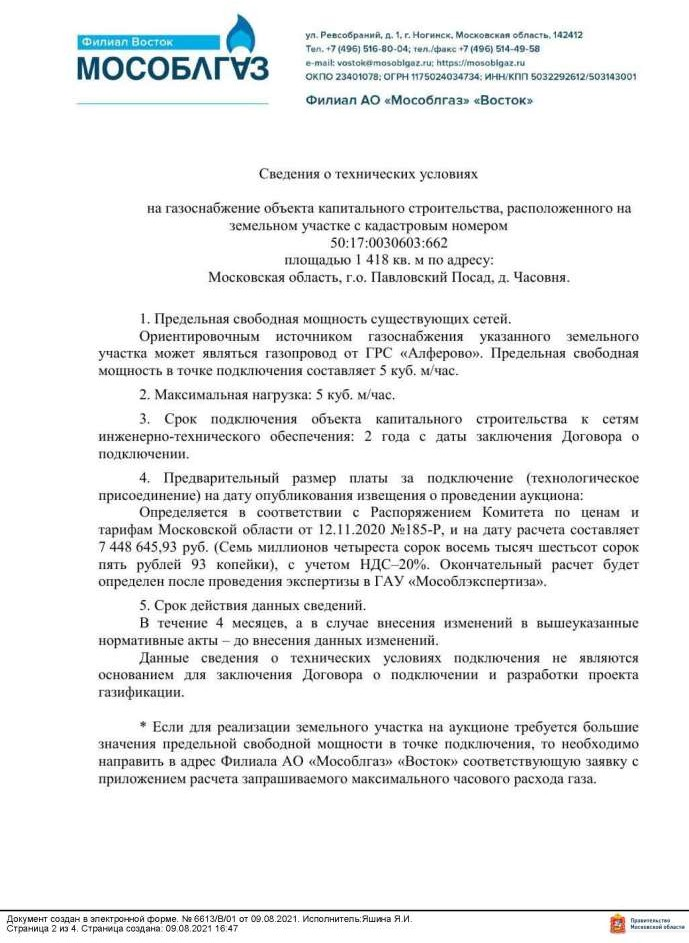 Филиал Восток
МОСОБЛГАЗ
ул. Ревсобраний, д. 1, г. Ногинск, Московская область, 142412
Тел. +7 (496) 516-80-04; тел./факс +7 (496) 514-49-58
e-mail: vostok@mosoblgaz.ru; https://mosoblgaz.ru
ОКПО 23401078; ОГРН 1175024034734; ИНН/КПП 5032292612/503143001
Филиал АО «Мособлгаз» «Восток»
Сведения о технических условиях
на газоснабжение объекта капитального строительства, расположенного на
земельном участке с кадастровым номером
50:17:0030603:662
площадью 1 418 кв. м по адресу:
Московская область, г.о. Павловский Посад, д. Часовня.
1. Предельная свободная мощность существующих сетей.
Ориентировочным источником газоснабжения указанного земельного
участка может являться газопровод от ГРС «Алферово». Предельная свободная
мощность в точке подключения составляет 5 куб. м/час.
2. Максимальная нагрузка: 5 куб. м/час.
3. Срок подключения объекта капитального строительства к сетям
инженерно-технического обеспечения: 2 года с даты заключения Договора о
подключении.
4. Предварительный размер платы за подключение (технологическое
присоединение) на дату опубликования извещения о проведении аукциона:
Определяется в соответствии с Распоряжением Комитета по ценам и
тарифам Московской области от 12.11.2020 №185-Р, и на дату расчета составляет
7 448 645,93 руб. (Семь миллионов четыреста сорок восемь тысяч шестьсот сорок
пять рублей 93 копейки), с учетом НДС–20%. Окончательный расчет будет
определен после проведения экспертизы в ГАУ «Мособлэкспертиза».
5. Срок действия данных сведений.
В течение 4 месяцев, а в случае внесения изменений в вышеуказанные
нормативные акты – до внесения данных изменений.
Данные сведения о технических условиях подключения не являются
основанием для заключения Договора о подключении и разработки проекта
газификации.
* Если для реализации земельного участка на аукционе требуется большие
значения предельной свободной мощности в точке подключения, то необходимо
направить в адрес Филиала АО «Мособлгаз» «Восток» соответствующую заявку с
приложением расчета запрашиваемого максимального часового расхода газа.
Документ создан в электронной форме. № 6613/В/01 от 09.08.2021. Исполнитель:Яшина Я.И.
Страница 2 из 4. Страница создана: 09.08.2021 16:47
Правительство
Московской области